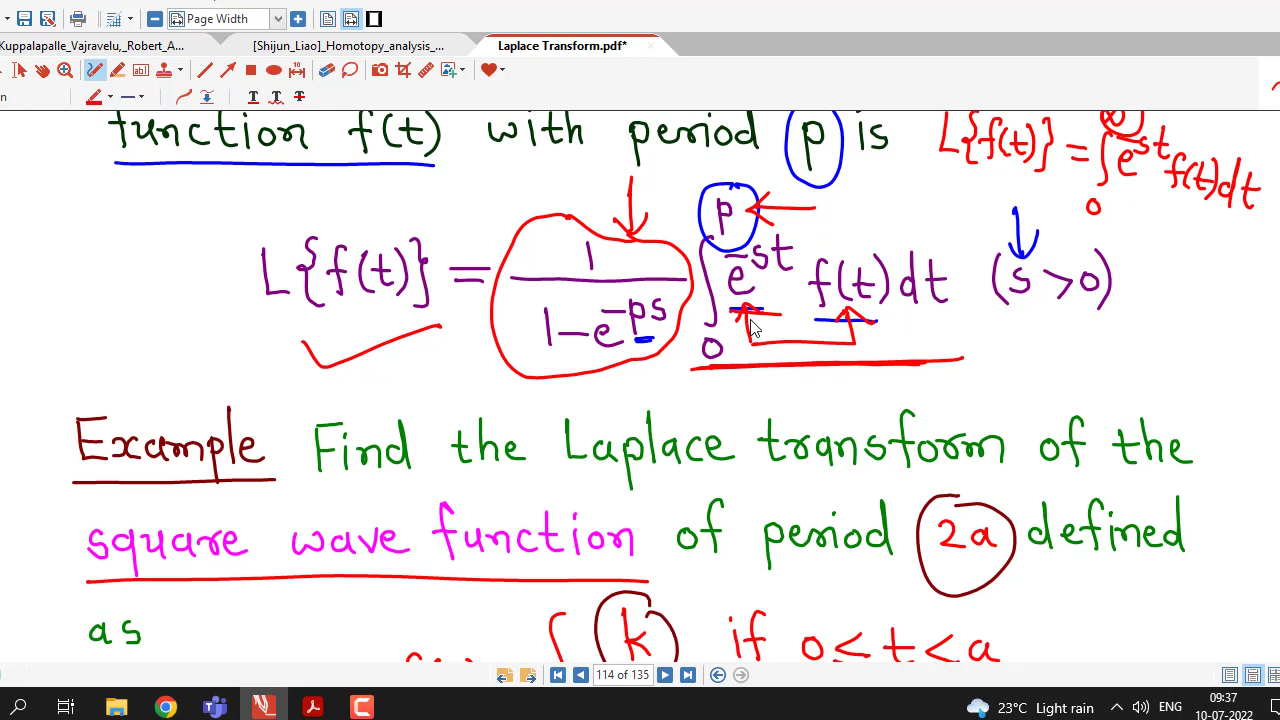 Page Width
Kuppalapalle_Vajravelu,_Robert_A...
[Shijun_Liao]_Homotopy_analysis_...
Laplace Transform.pdf*
function f(t) with period p is
L{f(t)} = ∫₀^∞ e^{-st} f(t)dt
L{f(t)} = 1/(1-e^{-ps}) ∫₀^p e^{-st} f(t)dt (s>0)
Example Find the Laplace transform of the
square wave function of period 2a defined
as
k if 0<t<a
114 of 135
23°C Light rain
ENG
09:37
10-07-2022